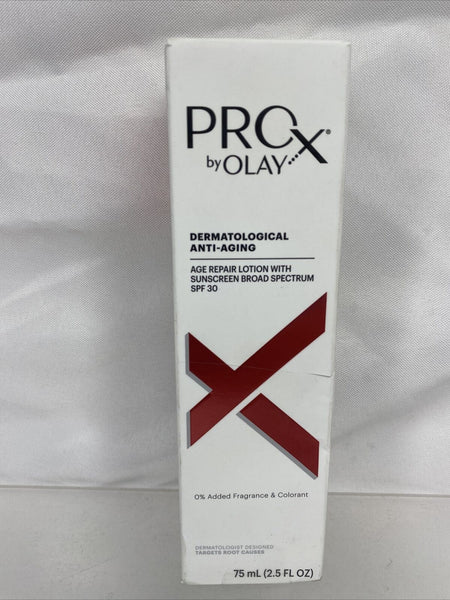 PROX®
by OLAY
DERMATOLOGICAL
ANTI-AGING
AGE REPAIR LOTION WITH
SUNSCREEN BROAD SPECTRUM
SPF 30
0% Added Fragrance & Colorant
DERMATOLOGIST DESIGNED
TARGETS ROOT CAUSES
75 mL (2.5 FL OZ)